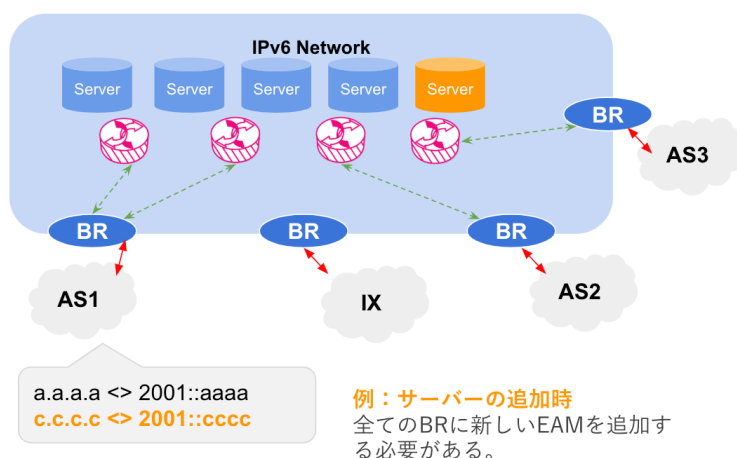 IPv6 Network
Server
Server
Server
Server
Server
BR
AS3
BR
BR
BR
AS1
IX
AS2
a.a.a.a <> 2001::aaaa
c.c.c.c <> 2001::cccc
例：サーバーの追加時
全てのBRに新しいEAMを追加す
る必要がある。